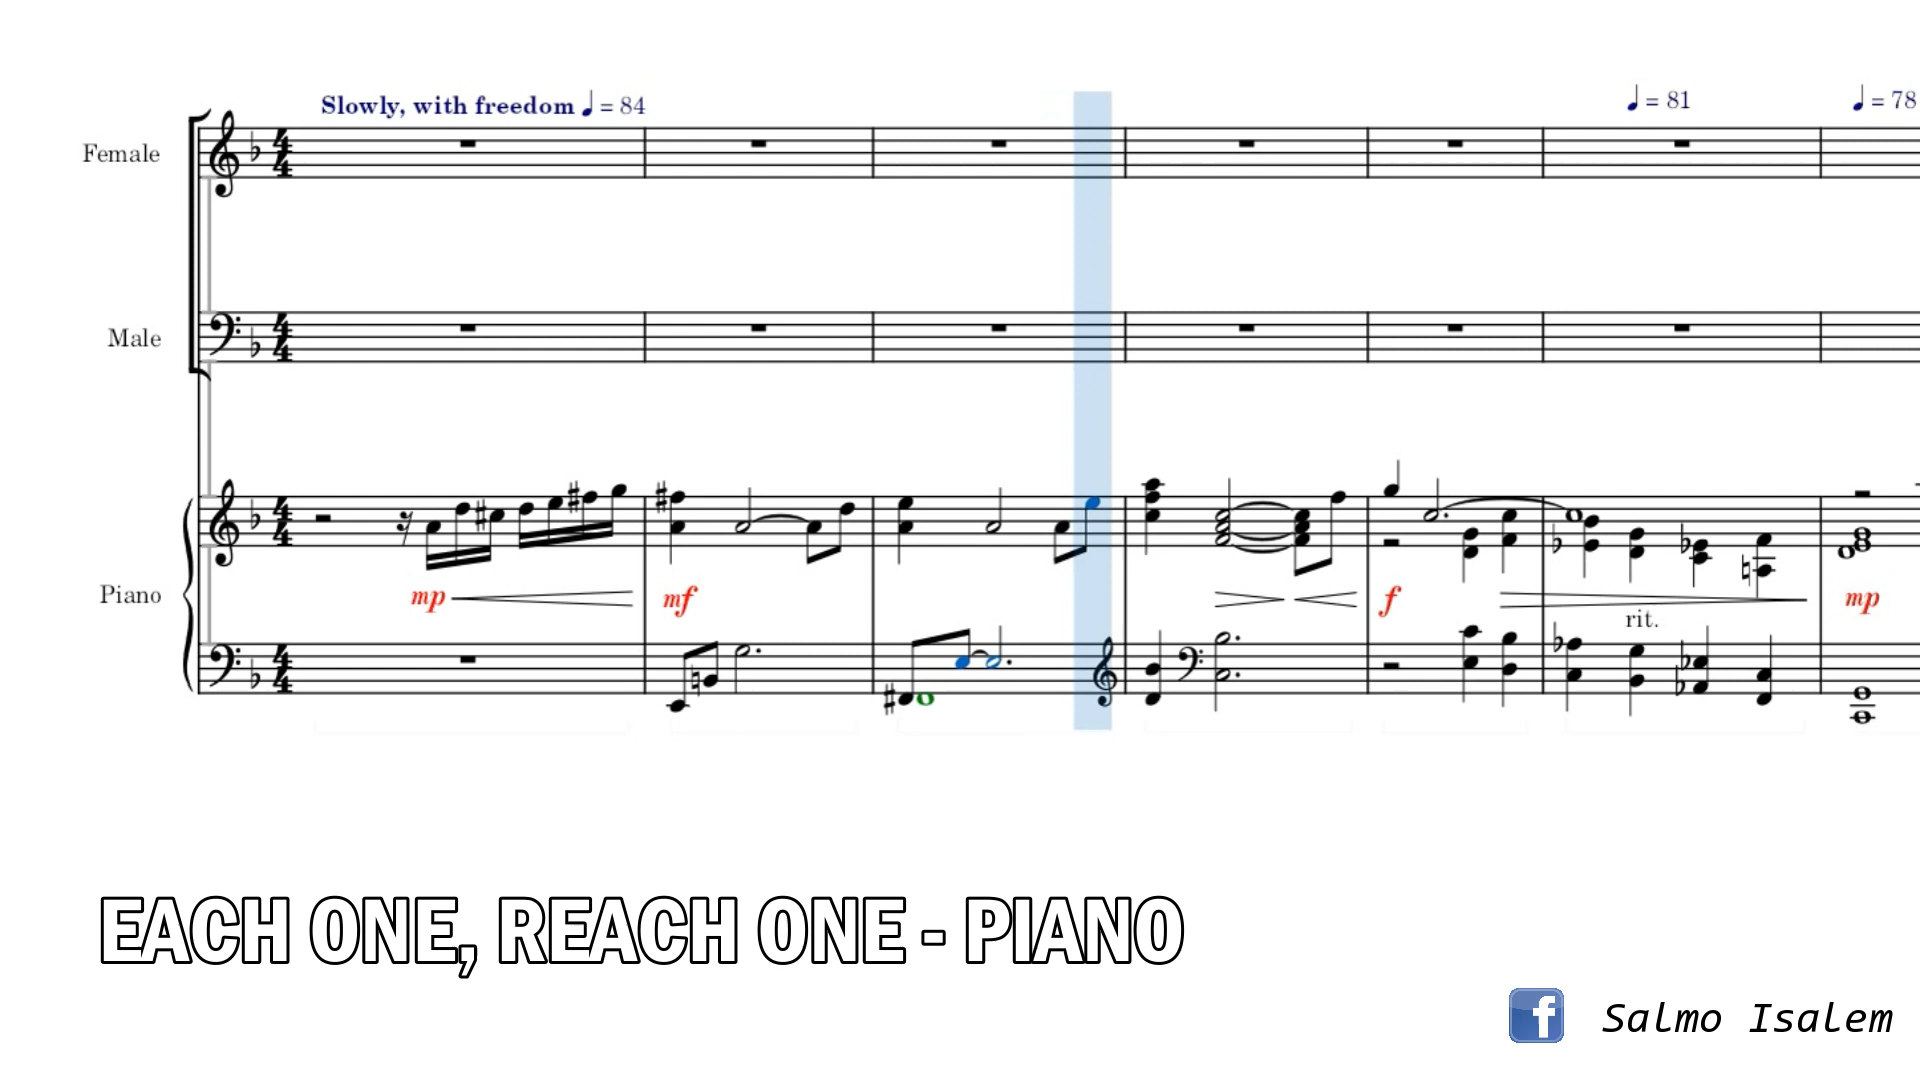 Slowly, with freedom ♩ = 84
♩ = 81
♩ = 78
Female
Male
Piano
mp
mf
f
rit.
mp
EACH ONE, REACH ONE - PIANO
f Salmo Isalem